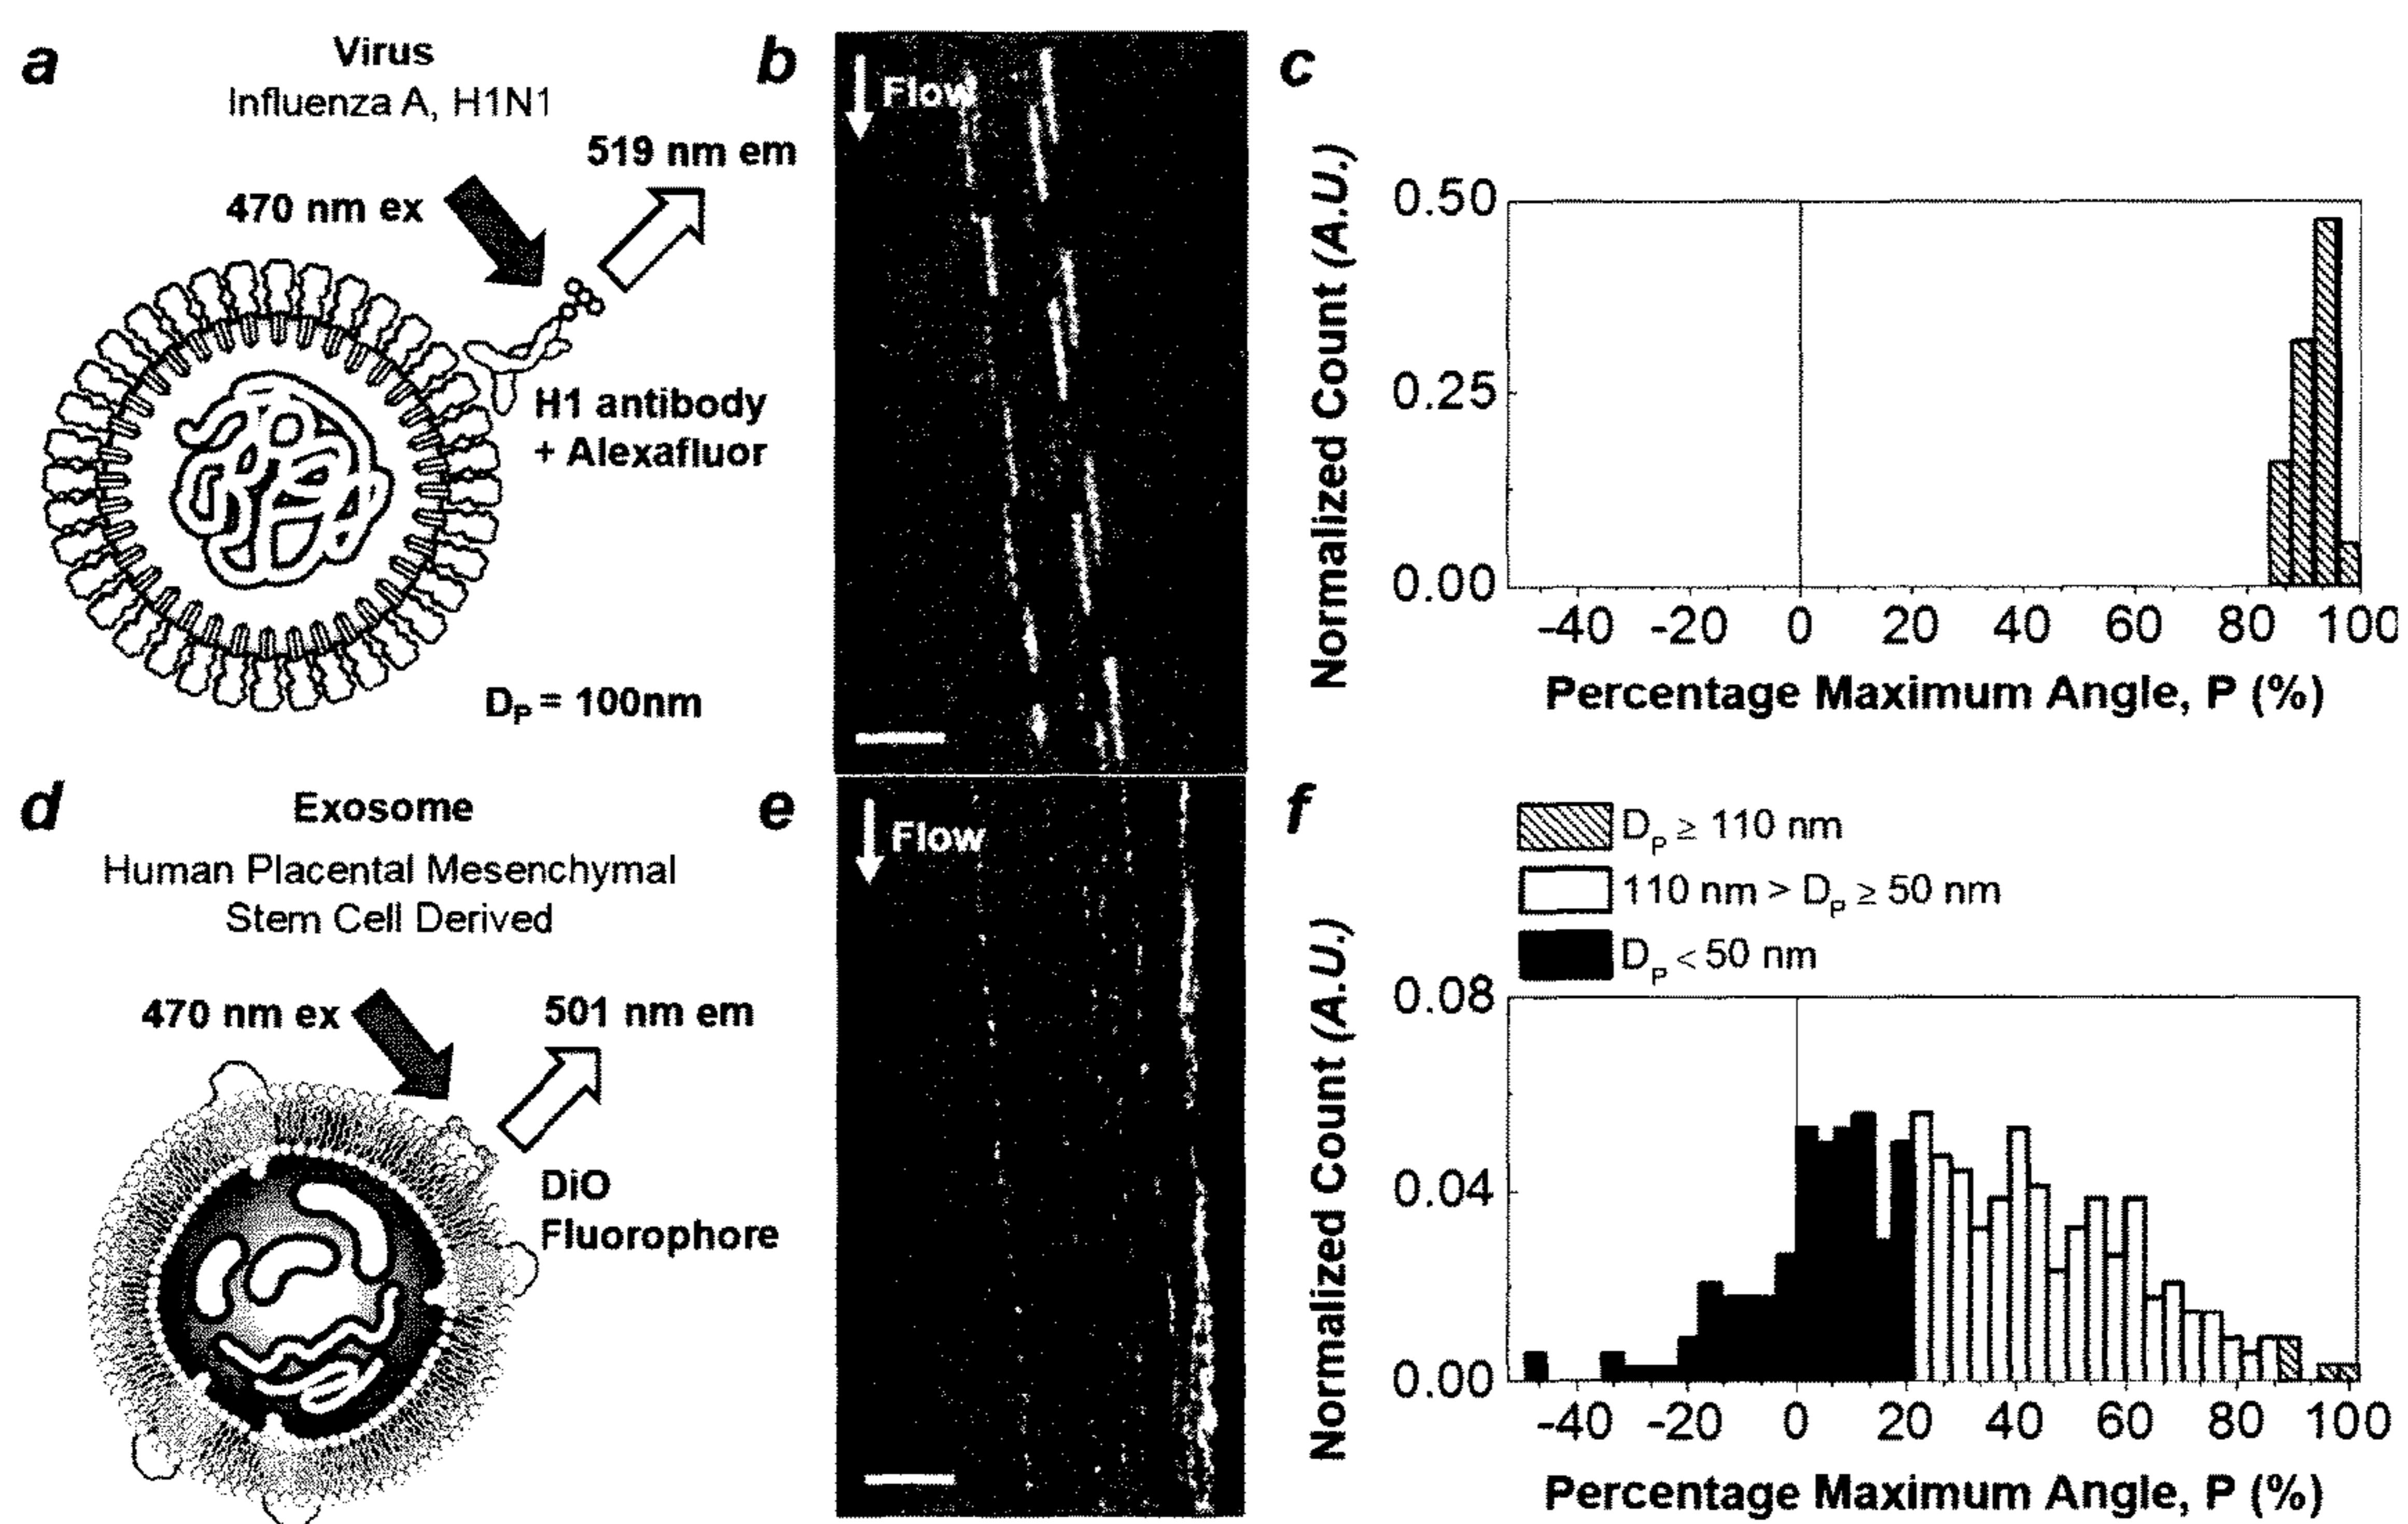 a
Virus
Influenza A, H1N1
519 nm em
470 nm ex
H1 antibody
+ Alexafluor
D_P = 100nm
b
Flow
c
Normalized Count (A.U.)
0.50
0.25
0.00
-40 -20 0 20 40 60 80 100
Percentage Maximum Angle, P (%)
d
Exosome
Human Placental Mesenchymal
Stem Cell Derived
470 nm ex
501 nm em
DiO
Fluorophore
e
Flow
f
D_P ≥ 110 nm
110 nm > D_P ≥ 50 nm
D_P < 50 nm
Normalized Count (A.U.)
0.08
0.04
0.00
-40 -20 0 20 40 60 80 100
Percentage Maximum Angle, P (%)